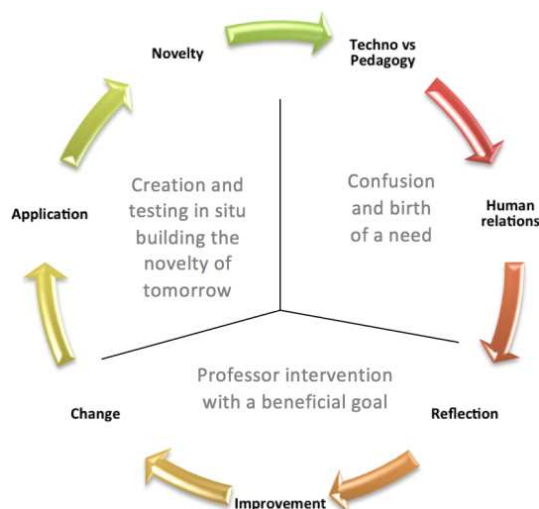 Novelty
Techno vs
Pedagogy
Human
relations
Reflection
Improvement
Change
Application
Creation and
testing in situ
building the
novelty of
tomorrow
Confusion
and birth
of a need
Professor intervention
with a beneficial goal